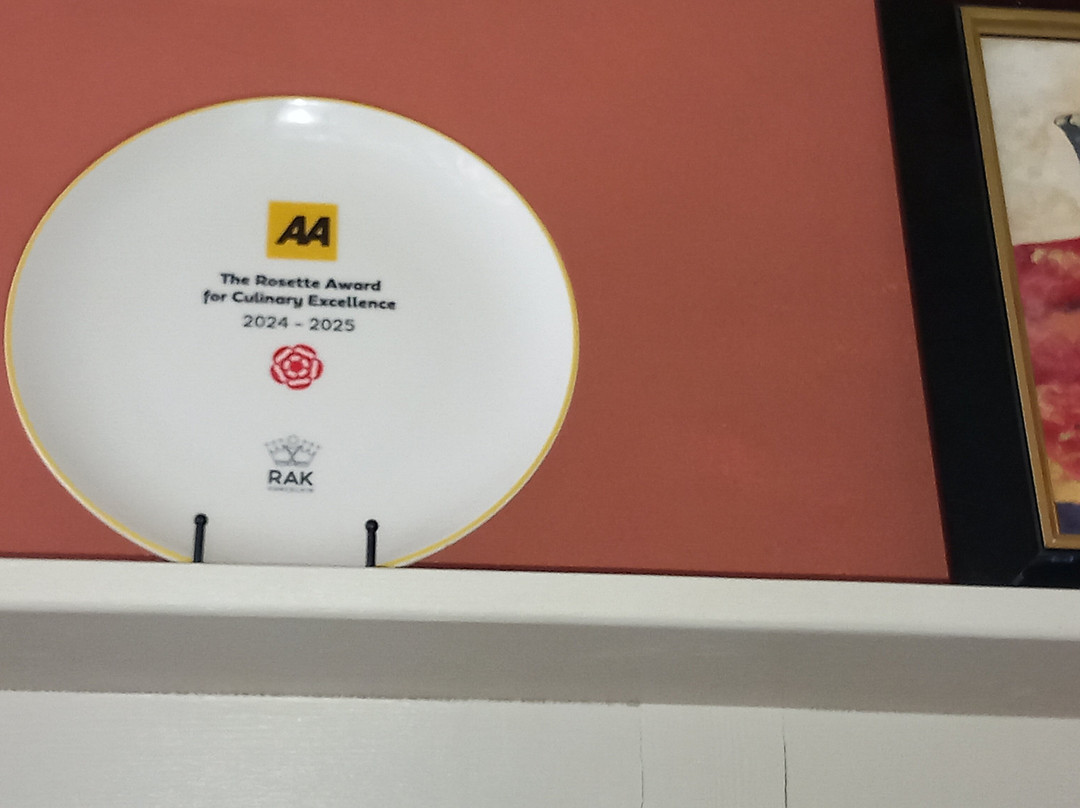 AA
The Rosette Award
for Culinary Excellence
2024 - 2025
RAK